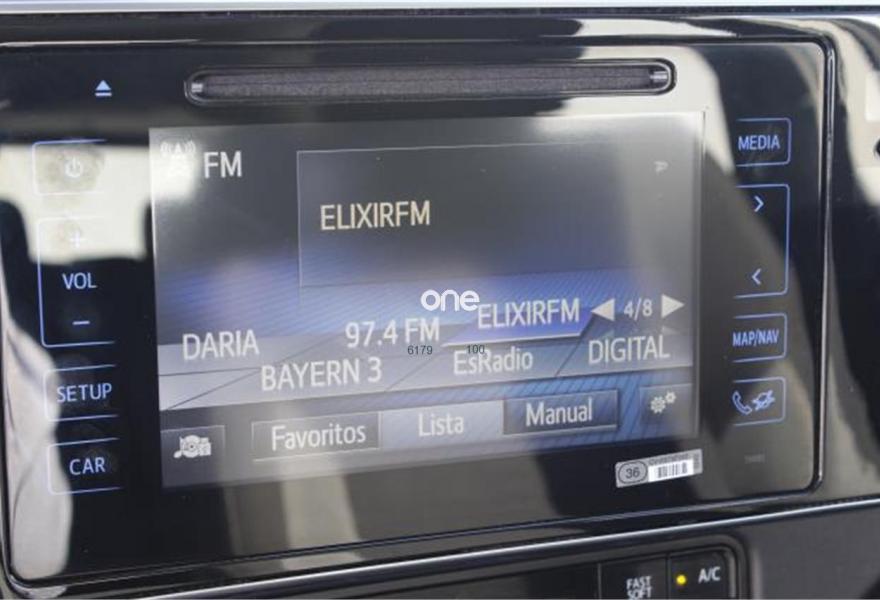 MEDIA
FM
ELIXIRFM
VOL
one
ELIXIRFM 4/8
DARIA 97.4 FM
6179 100
BAYERN 3 EsRadio DIGITAL
MAP/NAV
SETUP
Favoritos Lista Manual
CAR
36
FAST
SOFT
A/C